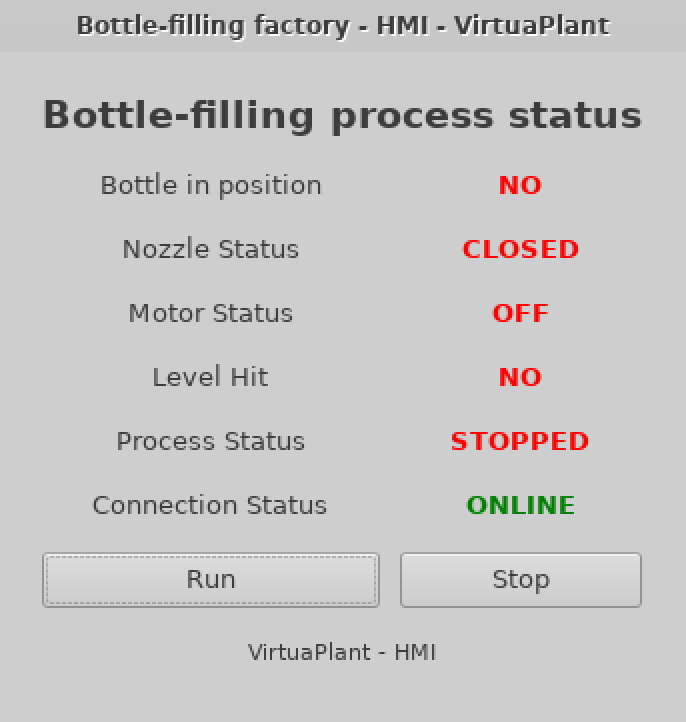 Bottle-filling factory - HMI - VirtuaPlant
Bottle-filling process status
Bottle in position NO
Nozzle Status CLOSED
Motor Status OFF
Level Hit NO
Process Status STOPPED
Connection Status ONLINE
Run Stop
VirtuaPlant - HMI